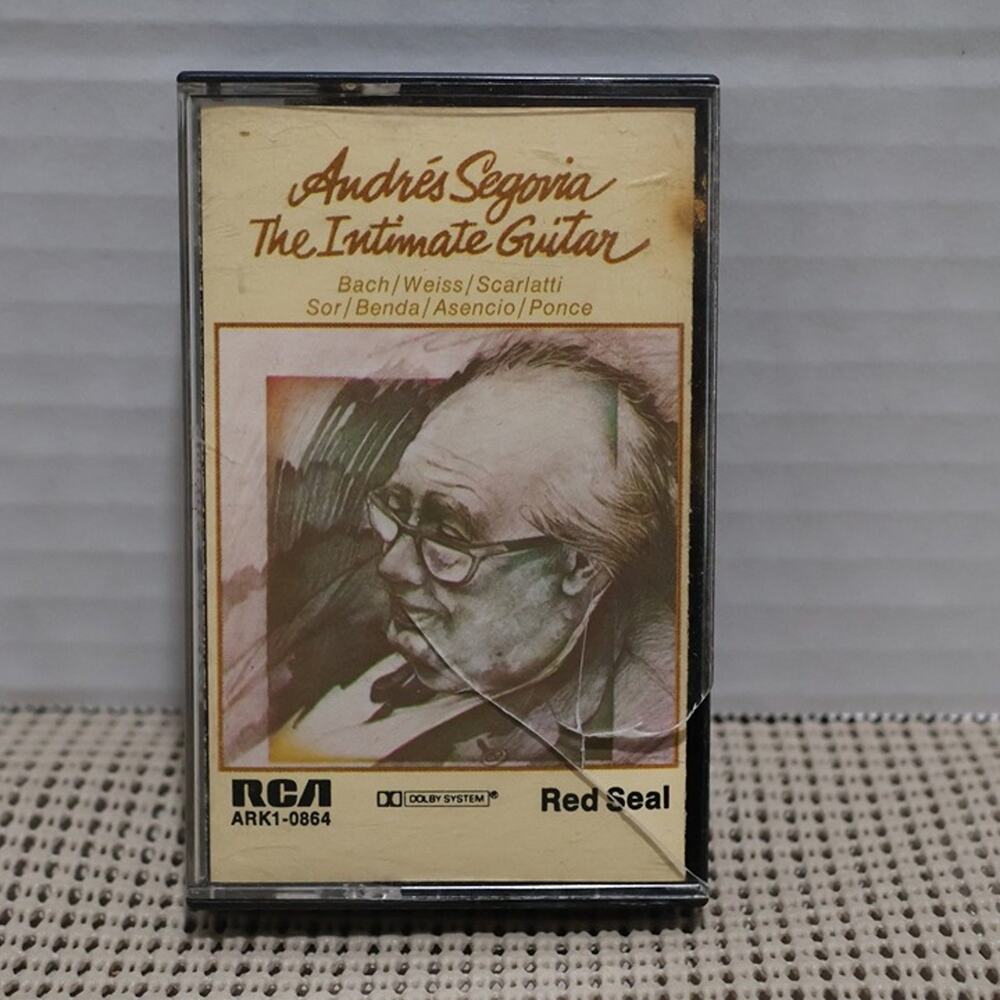 Andrés Segovia
The Intimate Guitar
Bach/Weiss/Scarlatti
Sor/Benda/Asencio/Ponce
RCA
ARK1-0864
DOLBY SYSTEM®
Red Seal